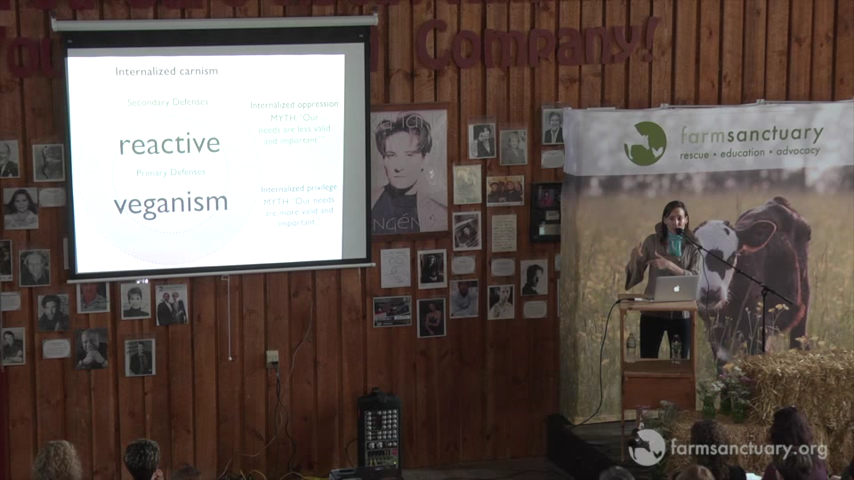 You
Company!
Internalized carnism
Secondary Defenses
reactive
Primary Defenses
veganism
Internalized oppression
MYTH: "Our
needs are less valid
and important."
Internalized privilege
MYTH: "Our needs
are more valid and
important."
farmsanctuary
rescue • education • advocacy
farmsanctuary.org